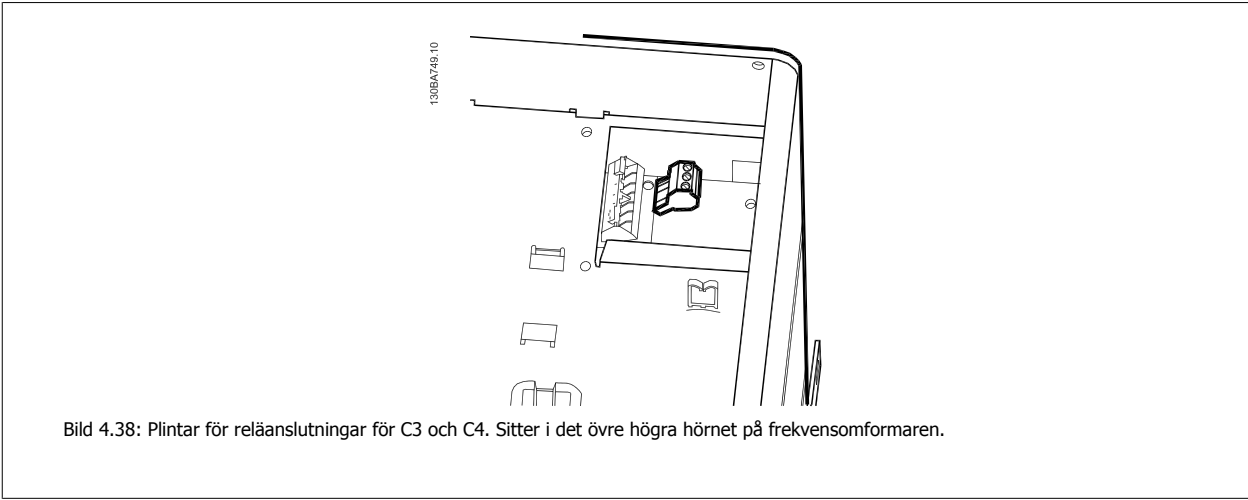 130BA749.10
Bild 4.38: Plintar för reläanslutningar för C3 och C4. Sitter i det övre högra hörnet på frekvensomformaren.